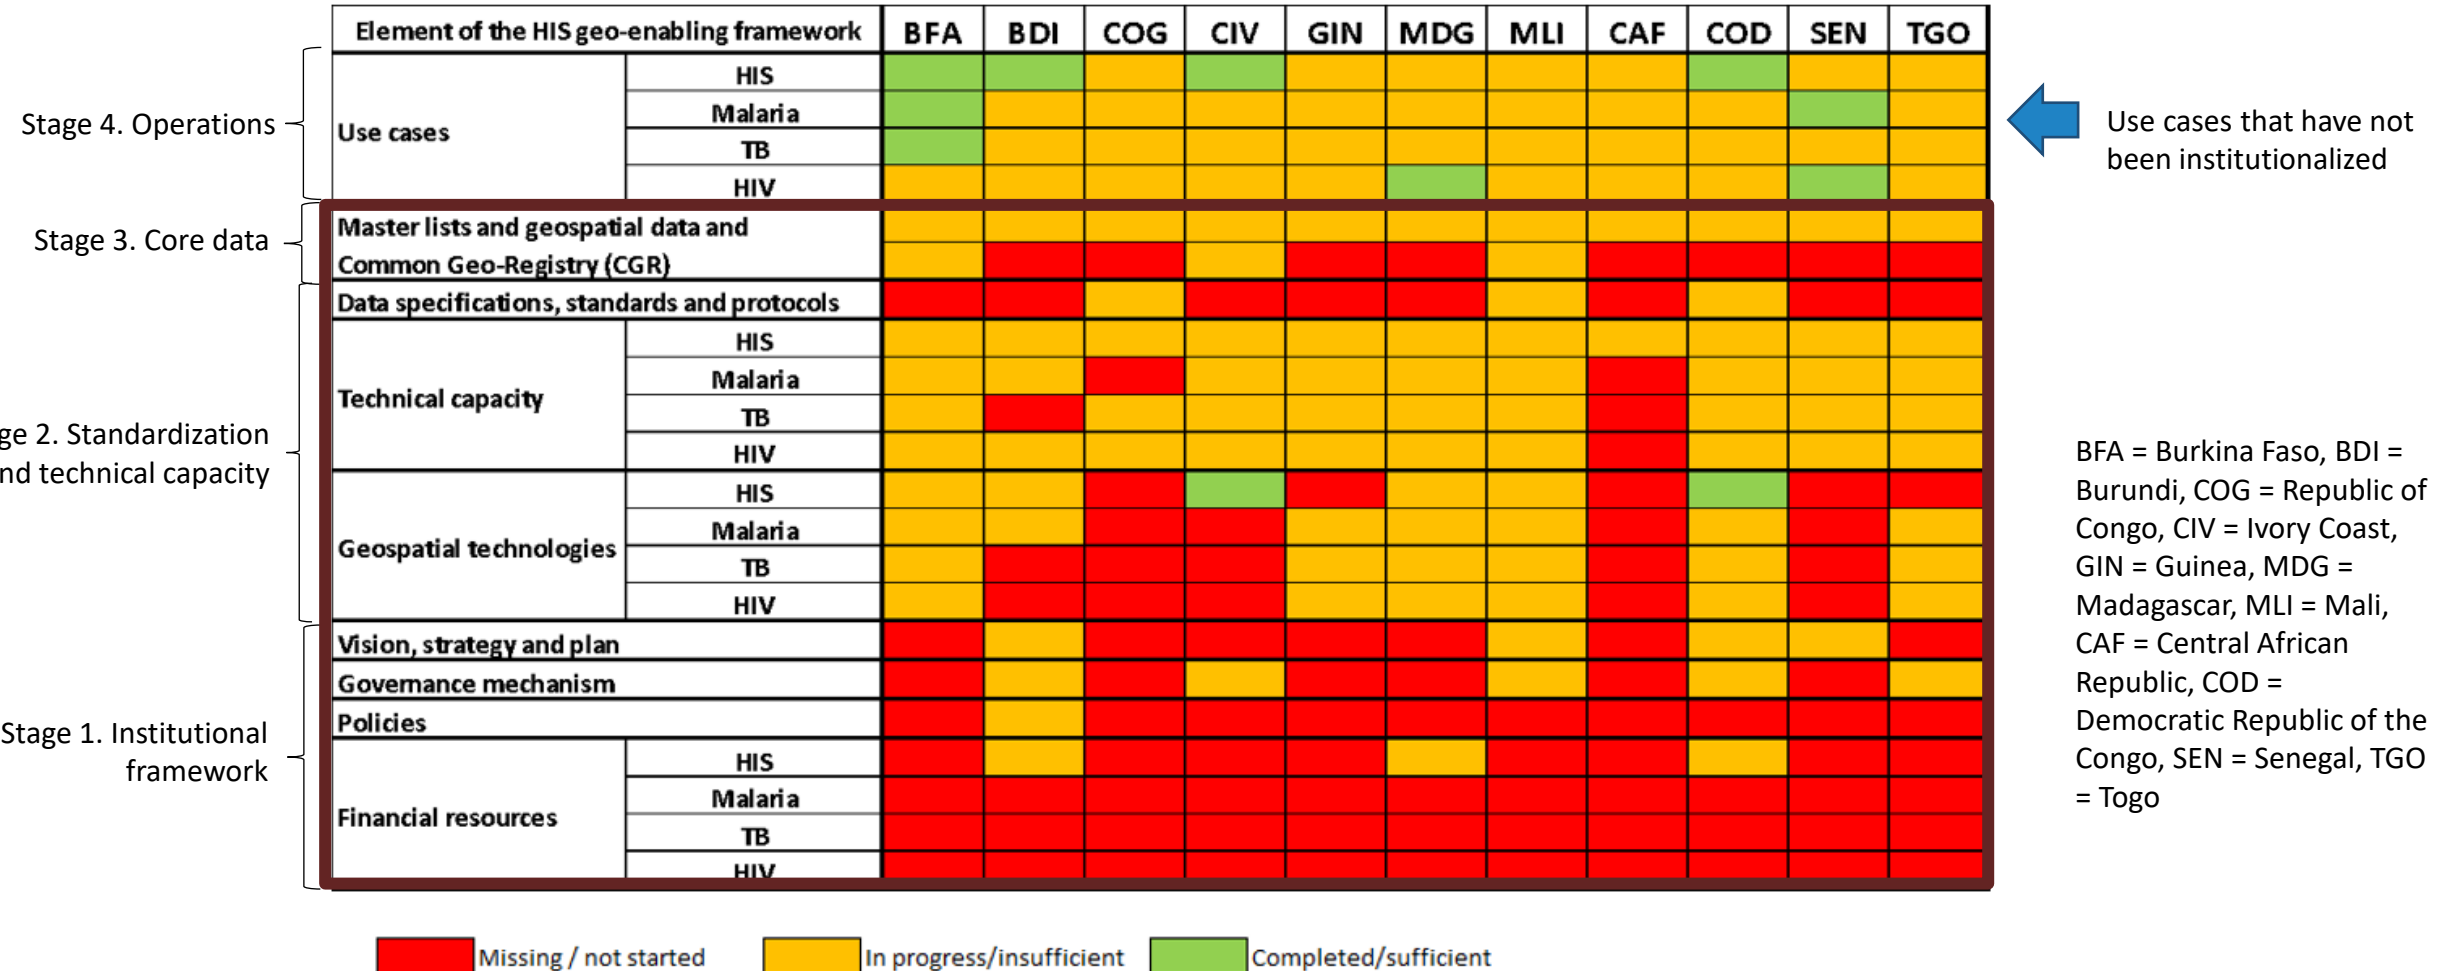 Element of the HIS geo-enabling framework BFA BDI COG CIV GIN MDG MLI CAF COD SEN TGO
Stage 4. Operations
Use cases
HIS
Malaria
TB
HIV
Use cases that have not
been institutionalized
Stage 3. Core data
Master lists and geospatial data and
Common Geo-Registry (CGR)
Data specifications, standards and protocols
ge 2. Standardization
nd technical capacity
Technical capacity
HIS
Malaria
TB
HIV
Geospatial technologies
HIS
Malaria
TB
HIV
Stage 1. Institutional
framework
Vision, strategy and plan
Governance mechanism
Policies
Financial resources
HIS
Malaria
TB
HIV
BFA = Burkina Faso, BDI =
Burundi, COG = Republic of
Congo, CIV = Ivory Coast,
GIN = Guinea, MDG =
Madagascar, MLI = Mali,
CAF = Central African
Republic, COD =
Democratic Republic of the
Congo, SEN = Senegal, TGO
= Togo
Missing / not started
In progress/insufficient
Completed/sufficient